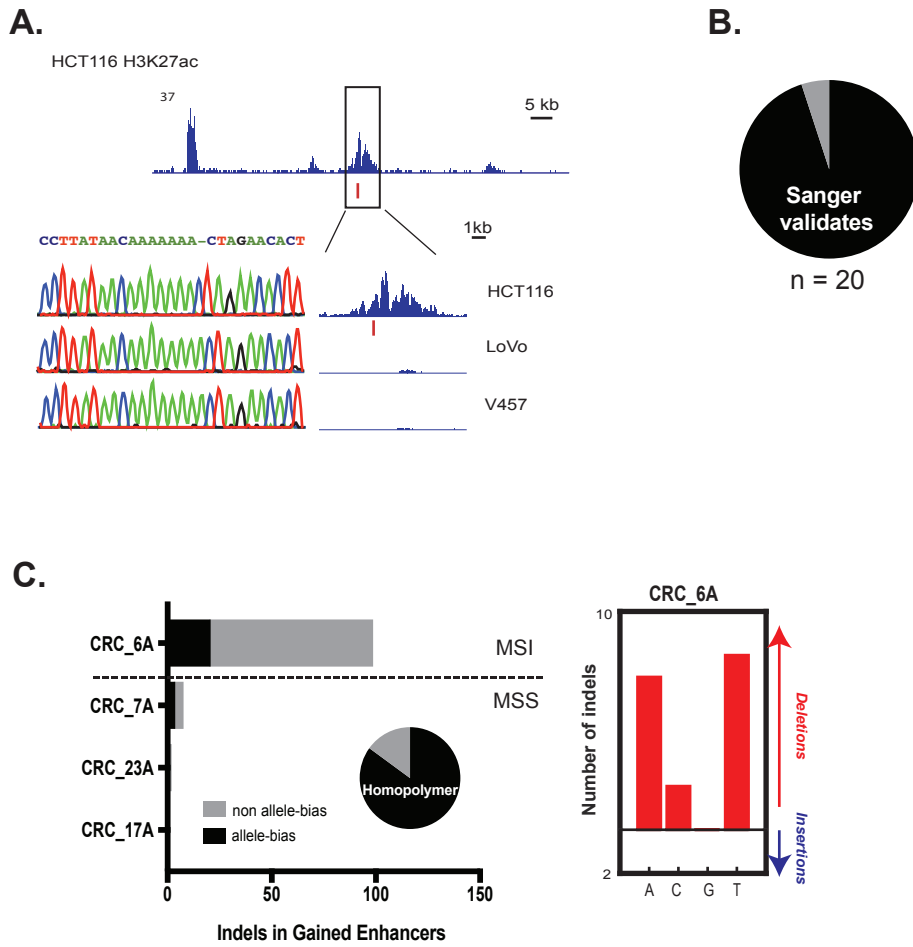 A.
HCT116 H3K27ac
37
5 kb
1kb
CCTTATAACAAAAAAA-CTAGAACACT
HCT116
LoVo
V457
B.
Sanger
validates
n = 20
C.
CRC_6A
CRC_7A
CRC_23A
CRC_17A
MSI
MSS
Homopolymer
non allele-bias
allele-bias
0 50 100 150
Indels in Gained Enhancers
CRC_6A
10
2
Number of indels
A C G T
Deletions
Insertions